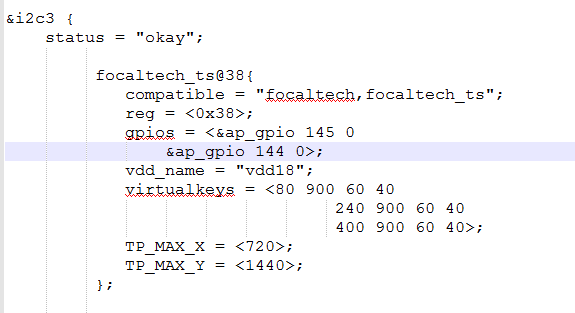 &i2c3 {
status = "okay";
focaltech_ts@38{
compatible = "focaltech,focaltech_ts";
reg = <0x38>;
gpios = <&ap_gpio 145 0
&ap_gpio 144 0>;
vdd_name = "vdd18";
virtualkeys = <80 900 60 40
240 900 60 40
400 900 60 40>;
TP_MAX_X = <720>;
TP_MAX_Y = <1440>;
};